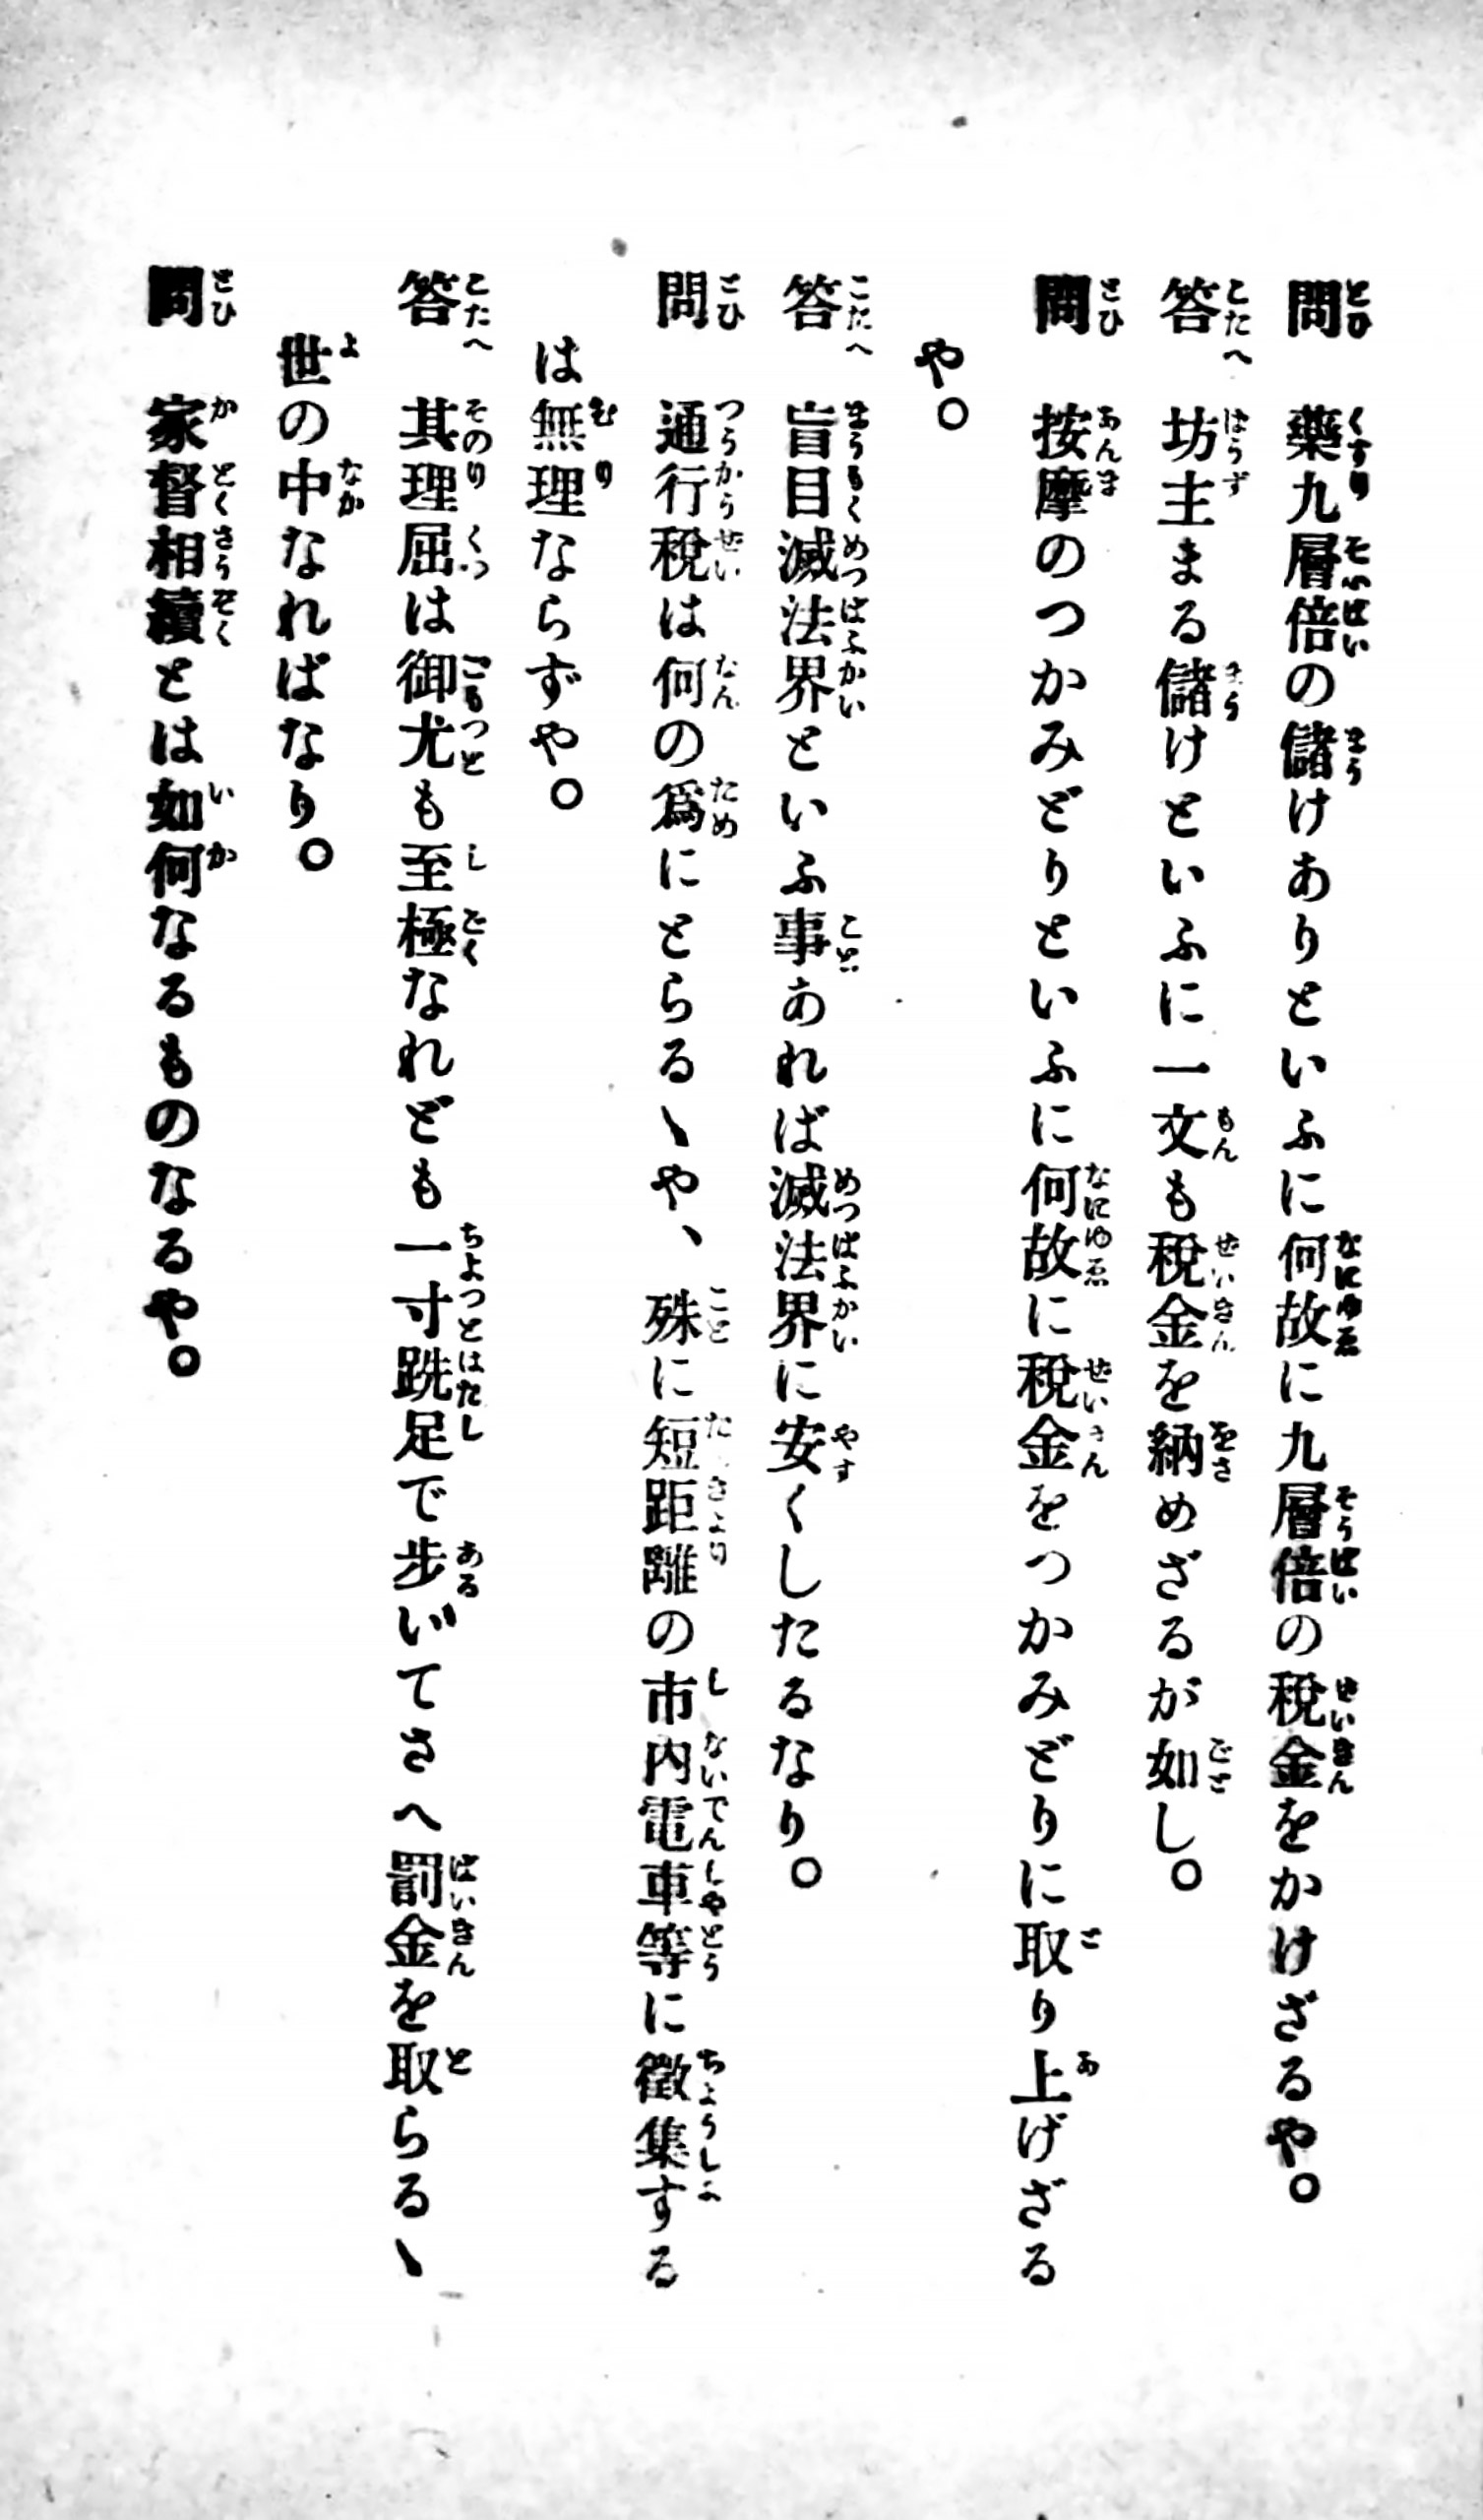 問　藥九層倍の儲けありといふに何故に九層倍の稅金をかけざるや。
答　坊主まる儲けといふに一文も稅金を納めざるが如し。
問　按摩のつかみどりといふに何故に稅金をつかみどりに取り上げざる
や。
答　盲目滅法界といふ事あれば滅法界に安くしたるなり。
問　通行稅は何の爲にとらるゝや、殊に短距離の市內電車等に徵集する
は無理ならずや。
答　其理屈は御尤も至極なれども一寸跣足で步いてさへ罰金を取らるゝ
世の中なればなり。
問　家督相續とは如何なるものなるや。